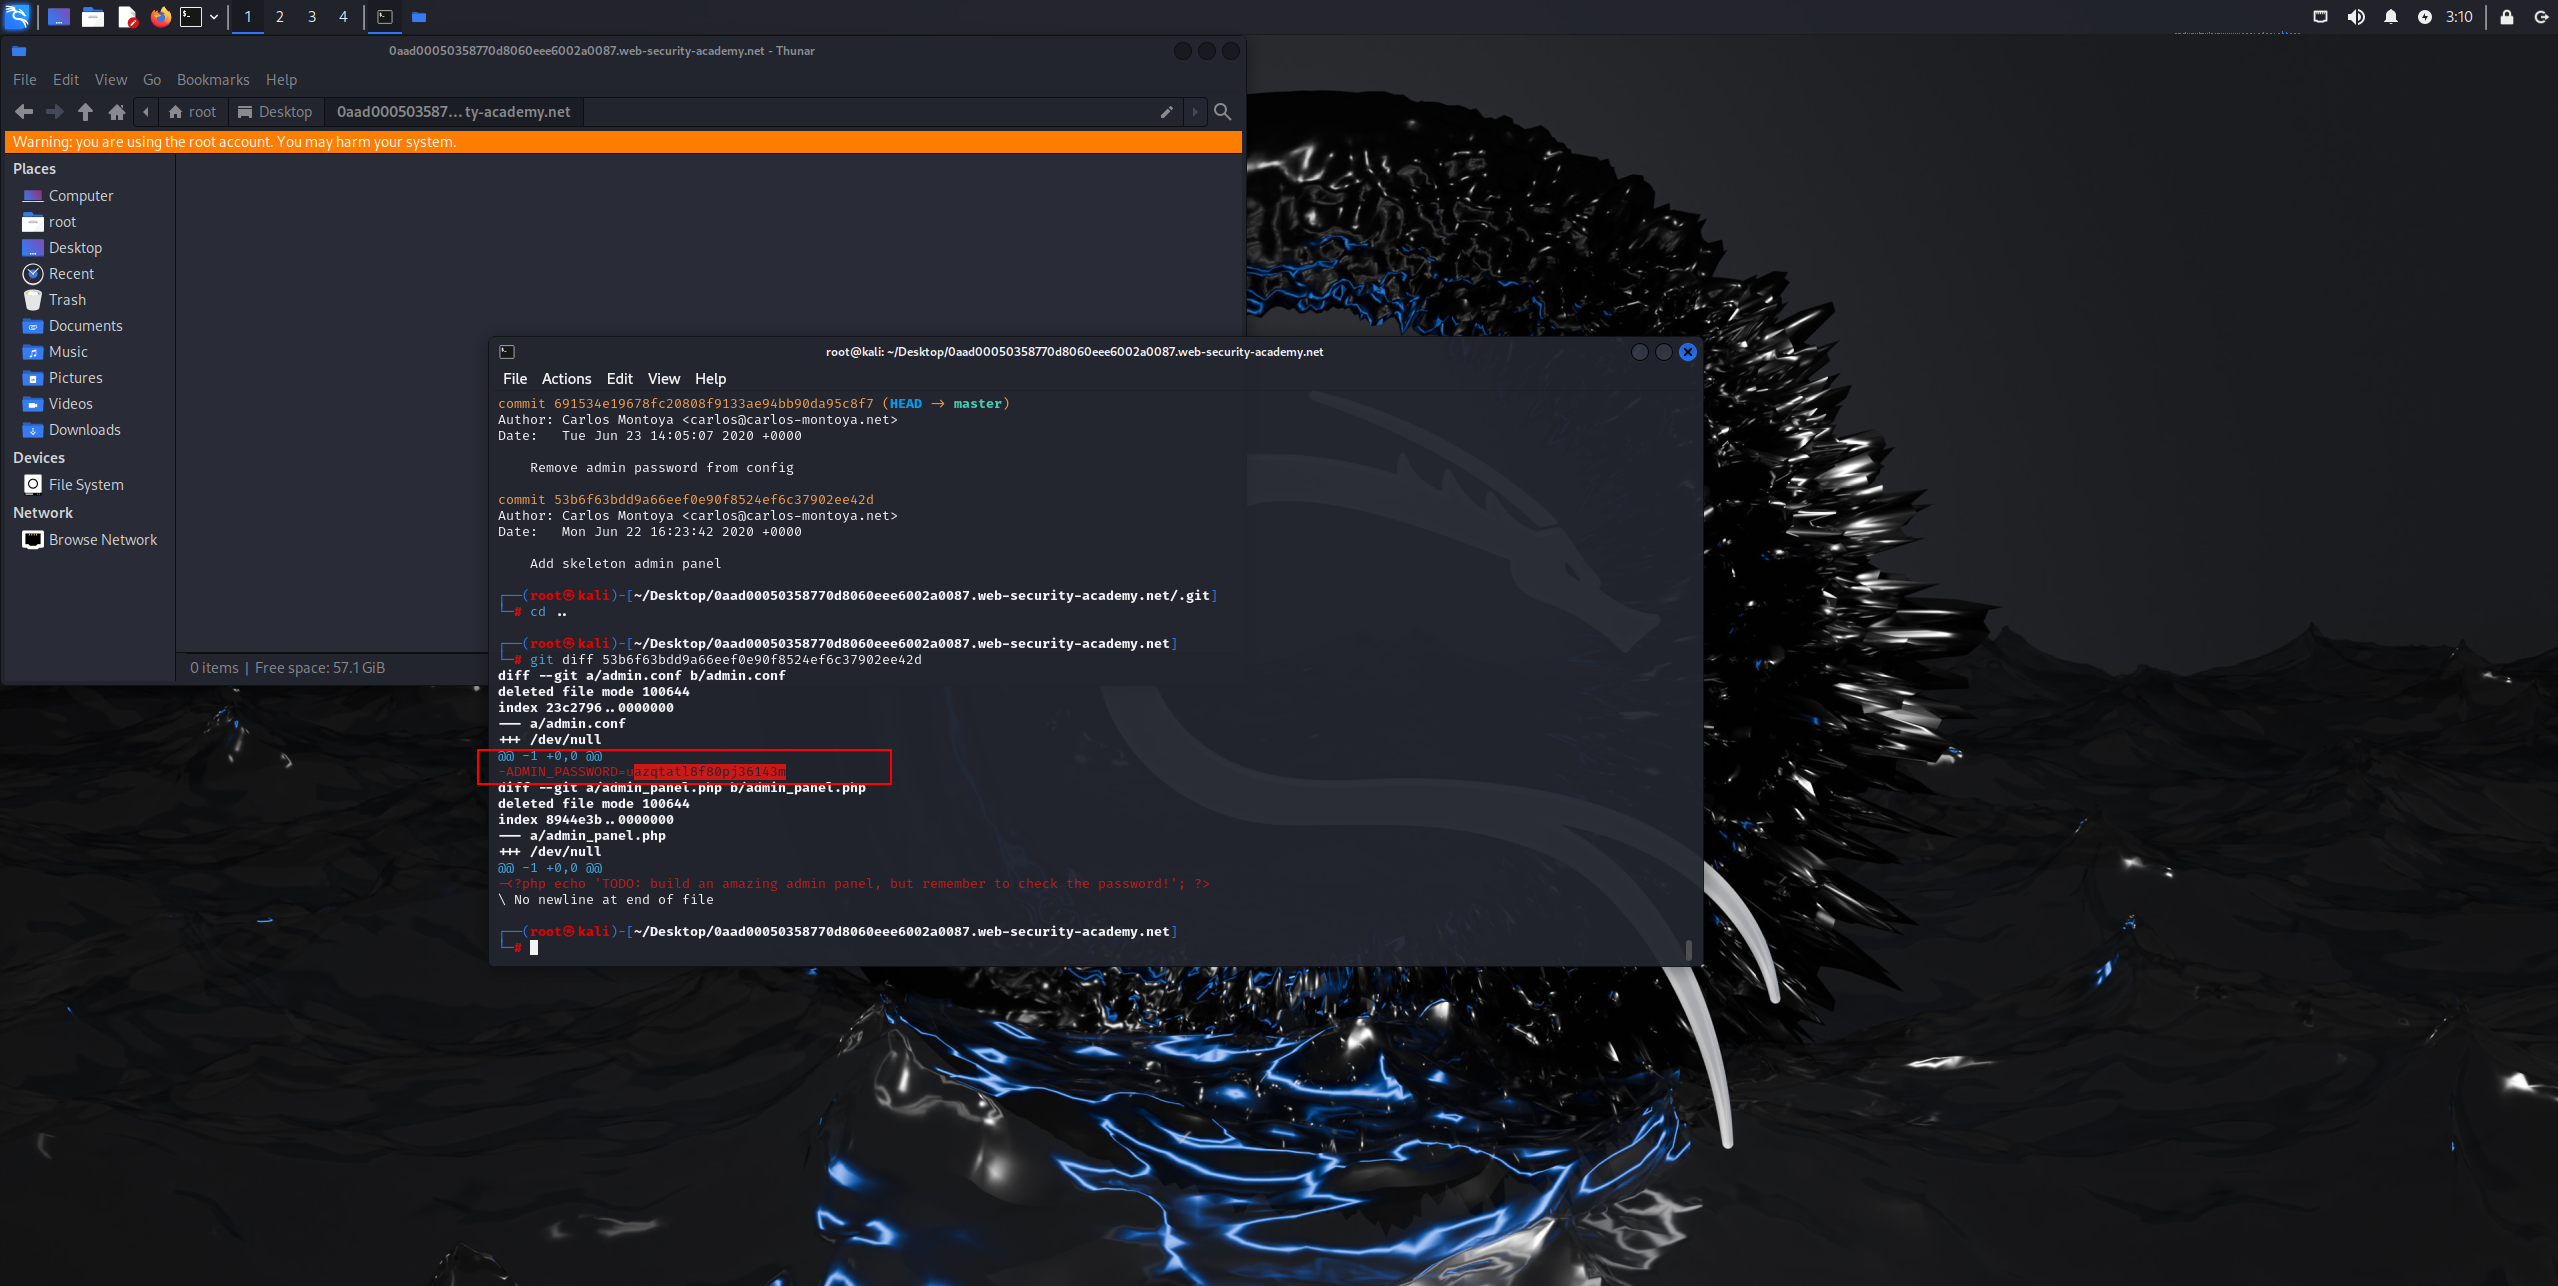 1 2 3 4
3:10
0aad00050358770d8060eee6002a0087.web-security-academy.net - Thunar
File Edit View Go Bookmarks Help
root Desktop 0aad000503587...ty-academy.net
Warning: you are using the root account. You may harm your system.
Places
Computer
root
Desktop
Recent
Trash
Documents
Music
Pictures
Videos
Downloads
Devices
File System
Network
Browse Network
0 items | Free space: 57.1 GiB
root@kali: ~/Desktop/0aad00050358770d8060eee6002a0087.web-security-academy.net
File Actions Edit View Help
commit 691534e19678fc20808f9133ae94bb90da95c8f7 (HEAD → master)
Author: Carlos Montoya <carlos@carlos-montoya.net>
Date:   Tue Jun 23 14:05:07 2020 +0000
Remove admin password from config
commit 53b6f63bdd9a66eef0e90f8524ef6c37902ee42d
Author: Carlos Montoya <carlos@carlos-montoya.net>
Date:   Mon Jun 22 16:23:42 2020 +0000
Add skeleton admin panel
┌──(root㉿kali)-[~/Desktop/0aad00050358770d8060eee6002a0087.web-security-academy.net/.git]
└─# cd ..
┌──(root㉿kali)-[~/Desktop/0aad00050358770d8060eee6002a0087.web-security-academy.net]
└─# git diff 53b6f63bdd9a66eef0e90f8524ef6c37902ee42d
diff --git a/admin.conf b/admin.conf
deleted file mode 100644
index 23c2796..0000000
--- a/admin.conf
+++ /dev/null
@@ -1 +0,0 @@
-ADMIN_PASSWORD=uazqtatl8f80pj36143m
diff --git a/admin_panel.php b/admin_panel.php
deleted file mode 100644
index 8944e3b..0000000
--- a/admin_panel.php
+++ /dev/null
@@ -1 +0,0 @@
-<?php echo 'TODO: build an amazing admin panel, but remember to check the password!'; ?>
\ No newline at end of file
┌──(root㉿kali)-[~/Desktop/0aad00050358770d8060eee6002a0087.web-security-academy.net]
└─#